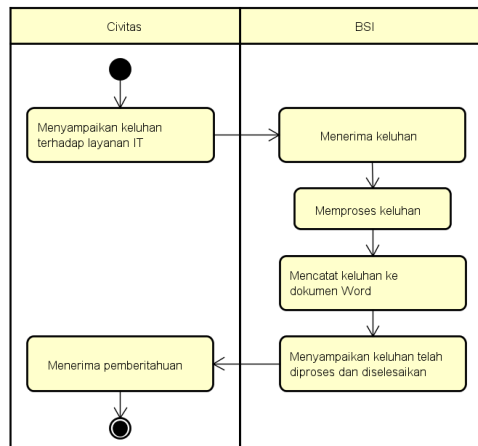 Civitas
BSI
Menyampaikan keluhan
terhadap layanan IT
Menerima keluhan
Memproses keluhan
Mencatat keluhan ke
dokumen Word
Menyampaikan keluhan telah
diproses dan diselesaikan
Menerima pemberitahuan